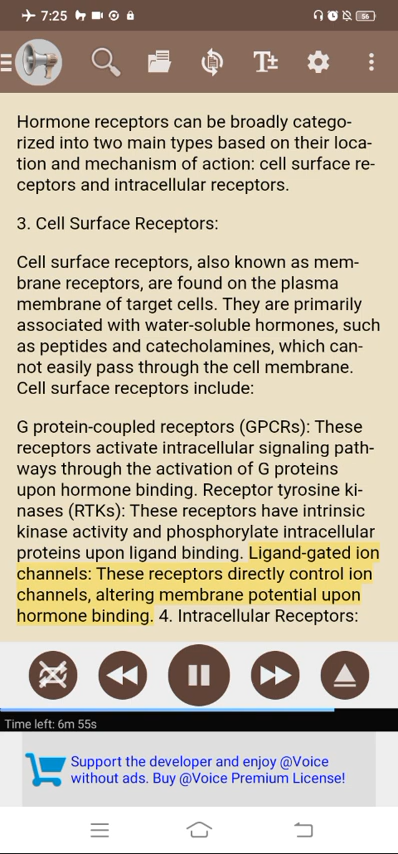 7:25
56
T±
Hormone receptors can be broadly catego-
rized into two main types based on their loca-
tion and mechanism of action: cell surface re-
ceptors and intracellular receptors.
3. Cell Surface Receptors:
Cell surface receptors, also known as mem-
brane receptors, are found on the plasma
membrane of target cells. They are primarily
associated with water-soluble hormones, such
as peptides and catecholamines, which can-
not easily pass through the cell membrane.
Cell surface receptors include:
G protein-coupled receptors (GPCRs): These
receptors activate intracellular signaling path-
ways through the activation of G proteins
upon hormone binding. Receptor tyrosine ki-
nases (RTKs): These receptors have intrinsic
kinase activity and phosphorylate intracellular
proteins upon ligand binding. Ligand-gated ion
channels: These receptors directly control ion
channels, altering membrane potential upon
hormone binding. 4. Intracellular Receptors:
Time left: 6m 55s
Support the developer and enjoy @Voice
without ads. Buy @Voice Premium License!